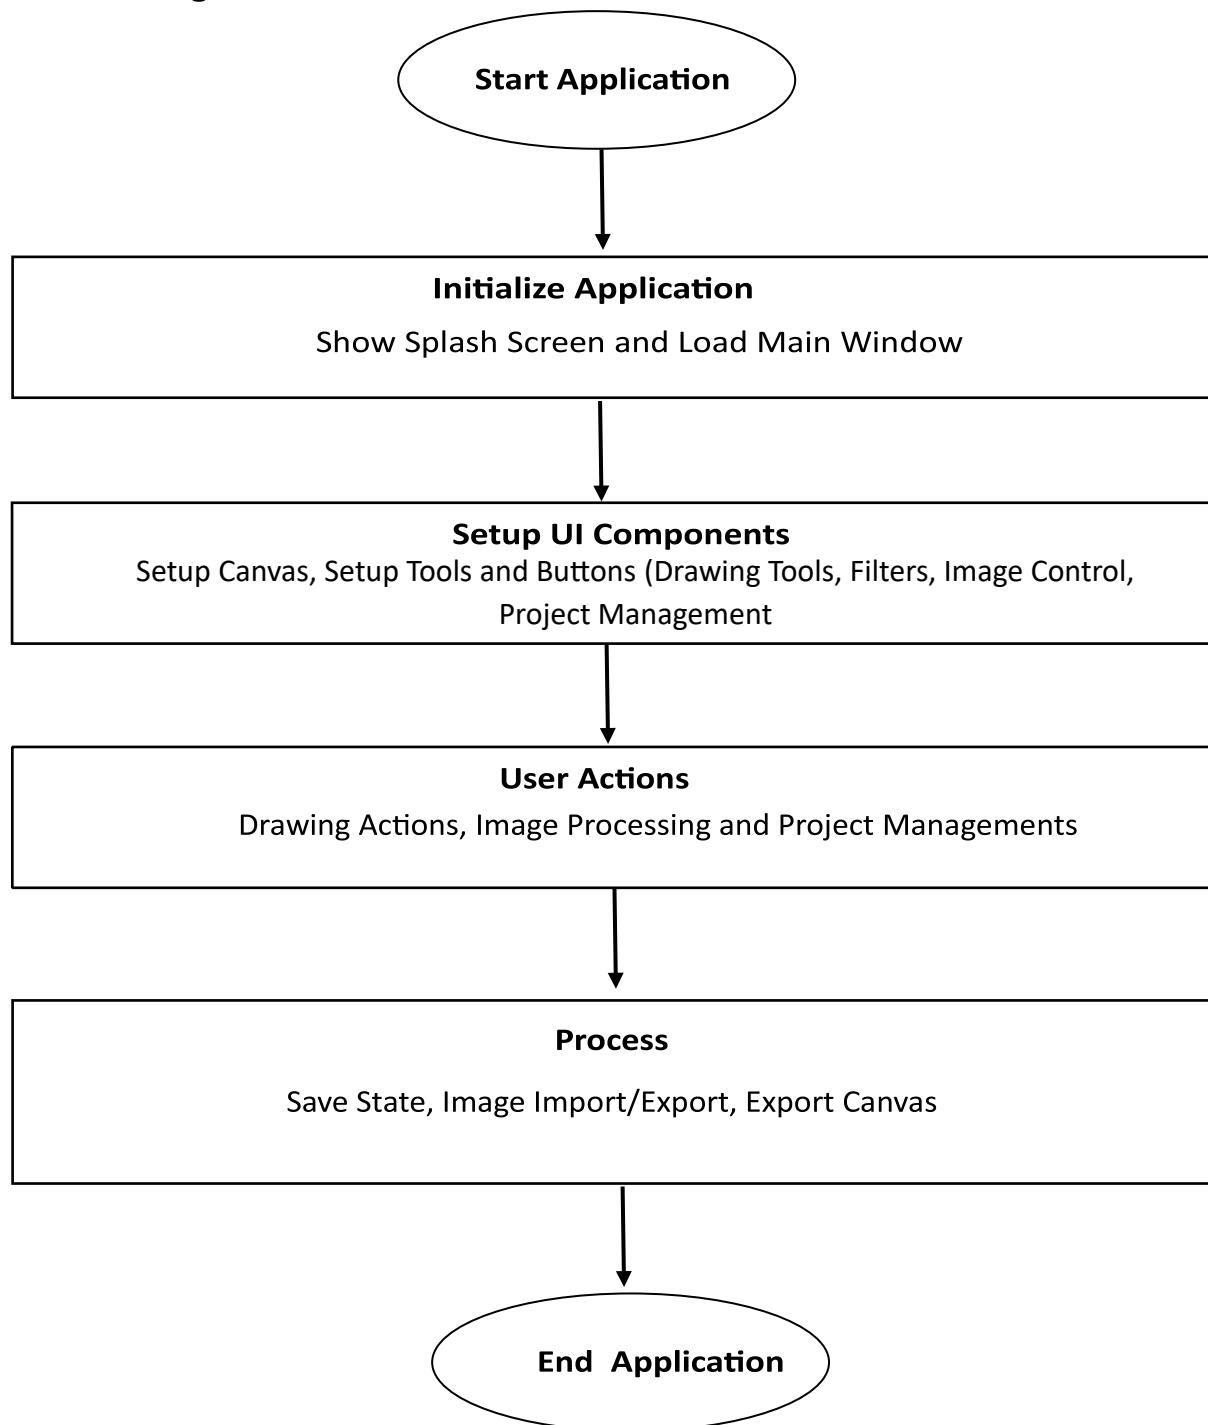 Start Application
Initialize Application
Show Splash Screen and Load Main Window
Setup UI Components
Setup Canvas, Setup Tools and Buttons (Drawing Tools, Filters, Image Control,
Project Management
User Actions
Drawing Actions, Image Processing and Project Managements
Process
Save State, Image Import/Export, Export Canvas
End  Application